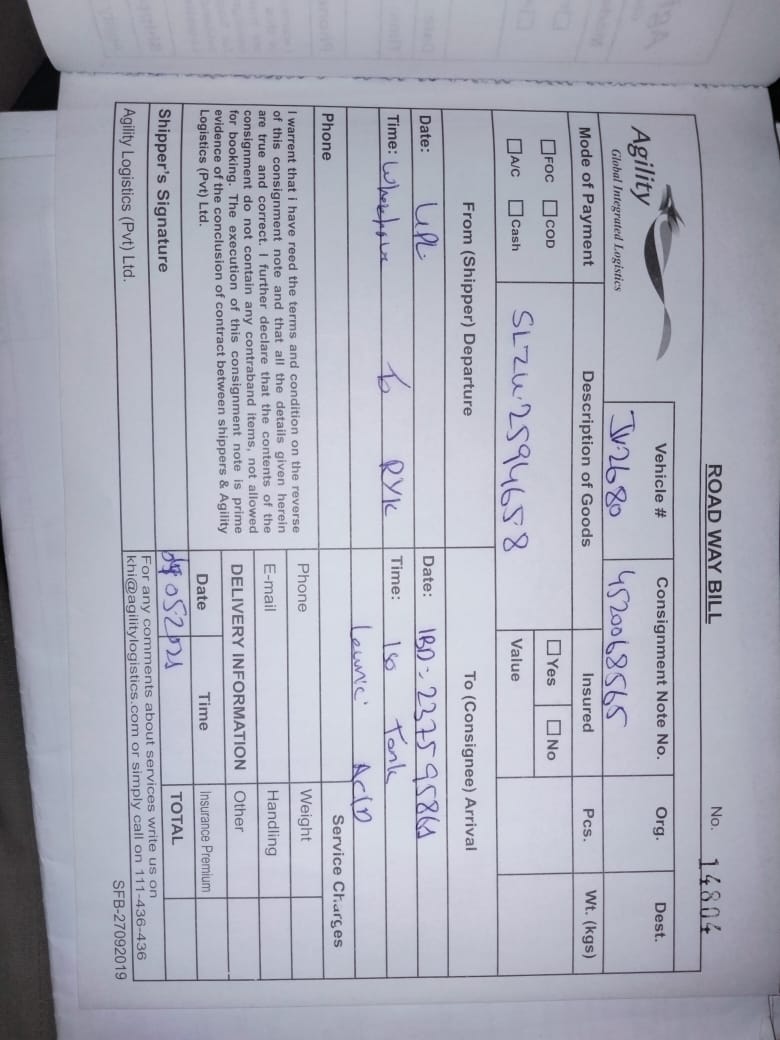 ROAD WAY BILL
No. 14804
Agility
Global Integrated Logistics
Vehicle #
Consignment Note No.
Org.
Dest.
JV-2680
4520068565
Mode of Payment
Description of Goods
Insured
Pcs.
Wt. (kgs)
FOC COD
Yes No
A/C Cash
SLZU.2594658
Value
From (Shipper) Departure
To (Consignee) Arrival
Date: UPL
Date: IBD - 237595861
Time: To RYK
Time: ISO Tank
Acid
Phone
Service Charges
I warrent that i have reed the terms and condition on the reverse
of this consignment note and that all the details given herein
are true and correct. I further declare that the contents of the
consignment do not contain any contraband items, not allowed
for booking. The execution of this consignment note is prime
evidence of the conclusion of contract between shippers & Agility
Logistics (Pvt) Ltd.
Phone
Weight
E-mail
Handling
DELIVERY INFORMATION
Other
Date
Time
Insurance Premium
05.2021
TOTAL
Shipper's Signature
Agility Logistics (Pvt) Ltd.
For any comments about services write us on
khi@agilitylogistics.com or simply call on 111-436-436
SFB-27092019